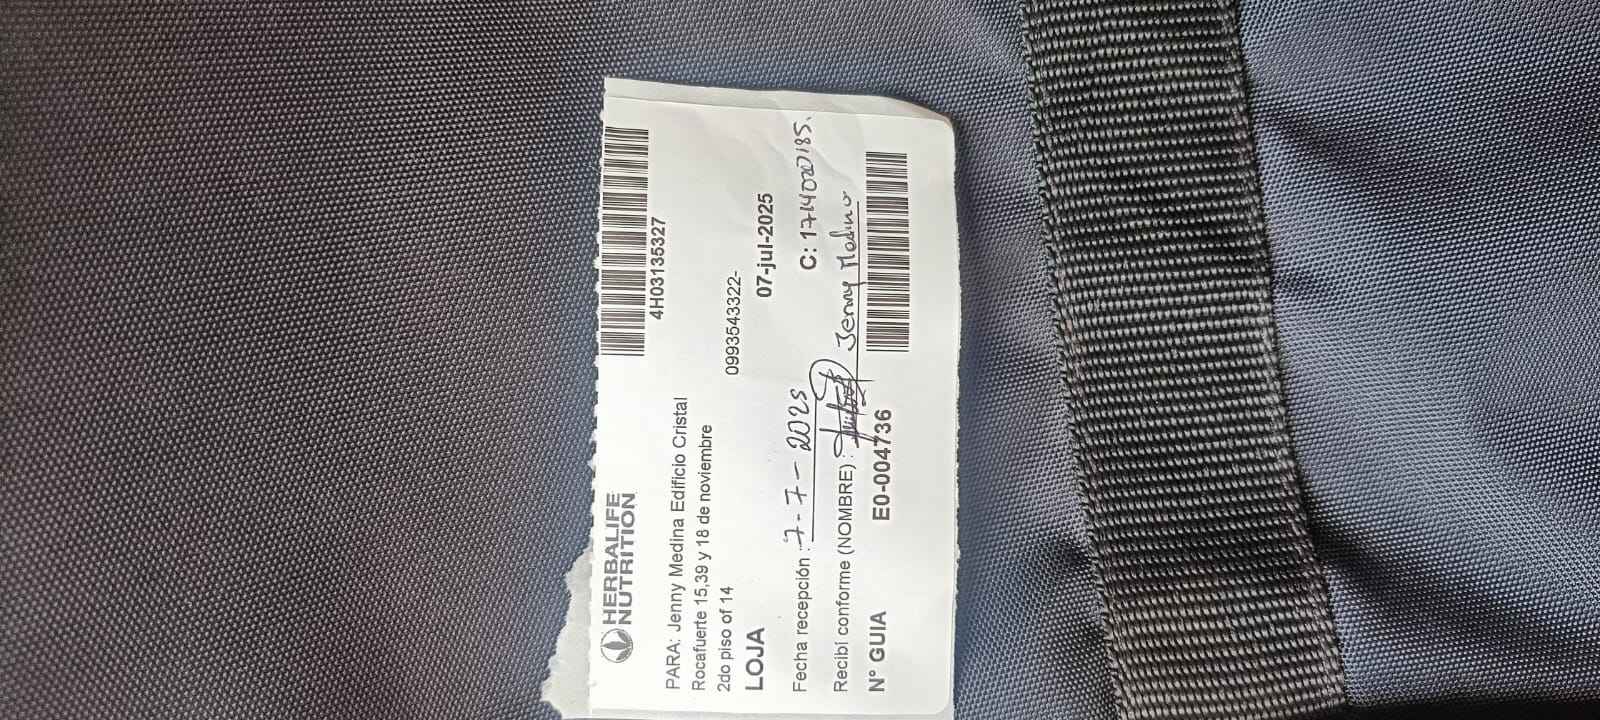 HERBALIFE
NUTRITION
4H03135327
PARA: Jenny Medina Edificio Cristal
Rocafuerte 15,39 y 18 de noviembre
2do piso of 14
0993543322-
LOJA
07-jul-2025
Fecha recepción : 7-7-2025
C: 1714020185.
Recibí conforme (NOMBRE) : Jenny Medina
N° GUIA E0-004736